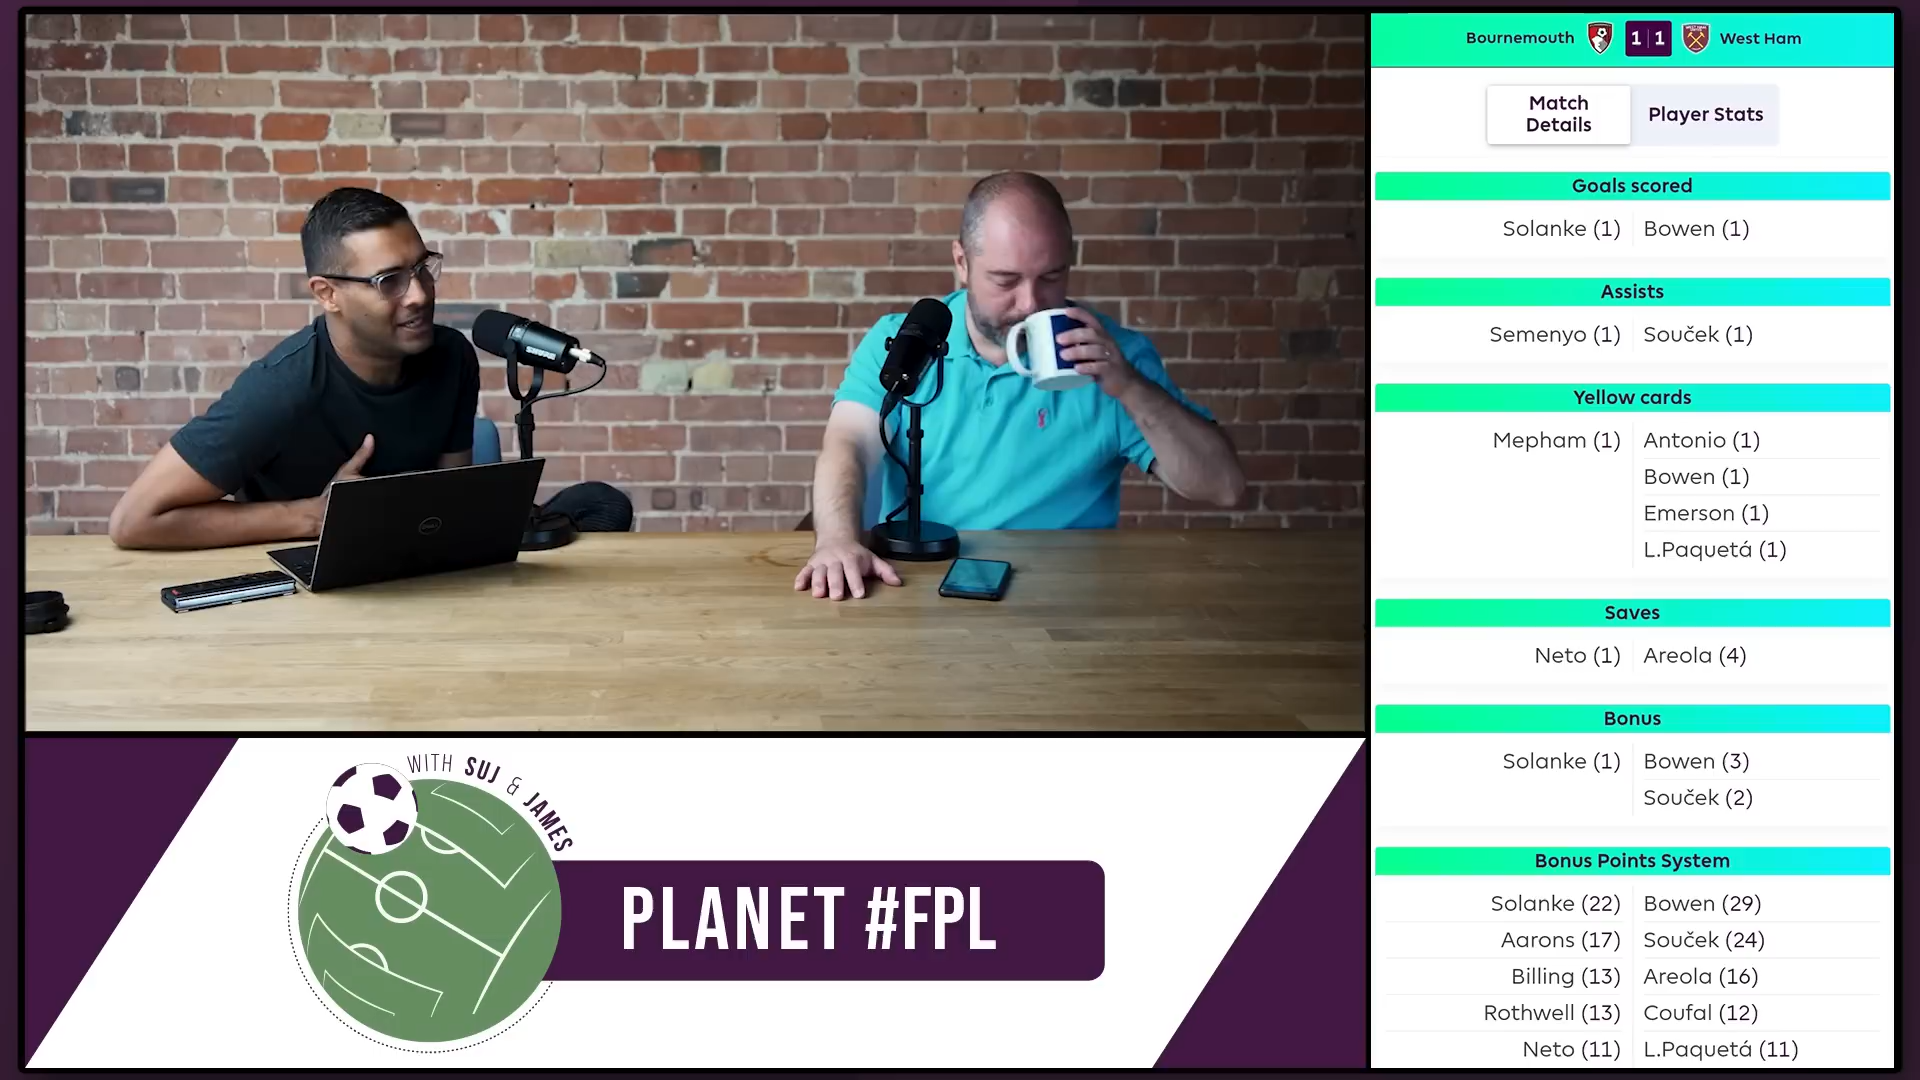 Bournemouth 1 | 1 West Ham
Match Details
Player Stats
Goals scored
Solanke (1) Bowen (1)
Assists
Semenyo (1) Souček (1)
Yellow cards
Mepham (1) Antonio (1)
Bowen (1)
Emerson (1)
L.Paquetá (1)
Saves
Neto (1) Areola (4)
Bonus
Solanke (1) Bowen (3)
Souček (2)
Bonus Points System
Solanke (22) Bowen (29)
Aarons (17) Souček (24)
Billing (13) Areola (16)
Rothwell (13) Coufal (12)
Neto (11) L.Paquetá (11)
SHURE
DELL
WITH SUJ & JAMES
PLANET #FPL